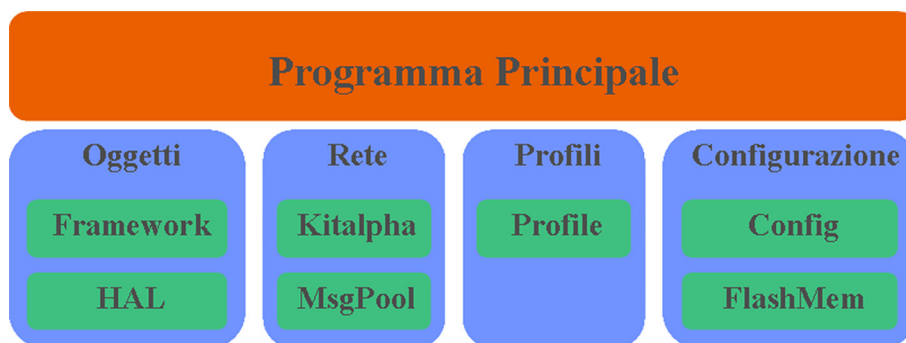 Programma Principale
Oggetti
Rete
Profili
Configurazione
Framework
Kitalpha
Profile
Config
HAL
MsgPool
FlashMem